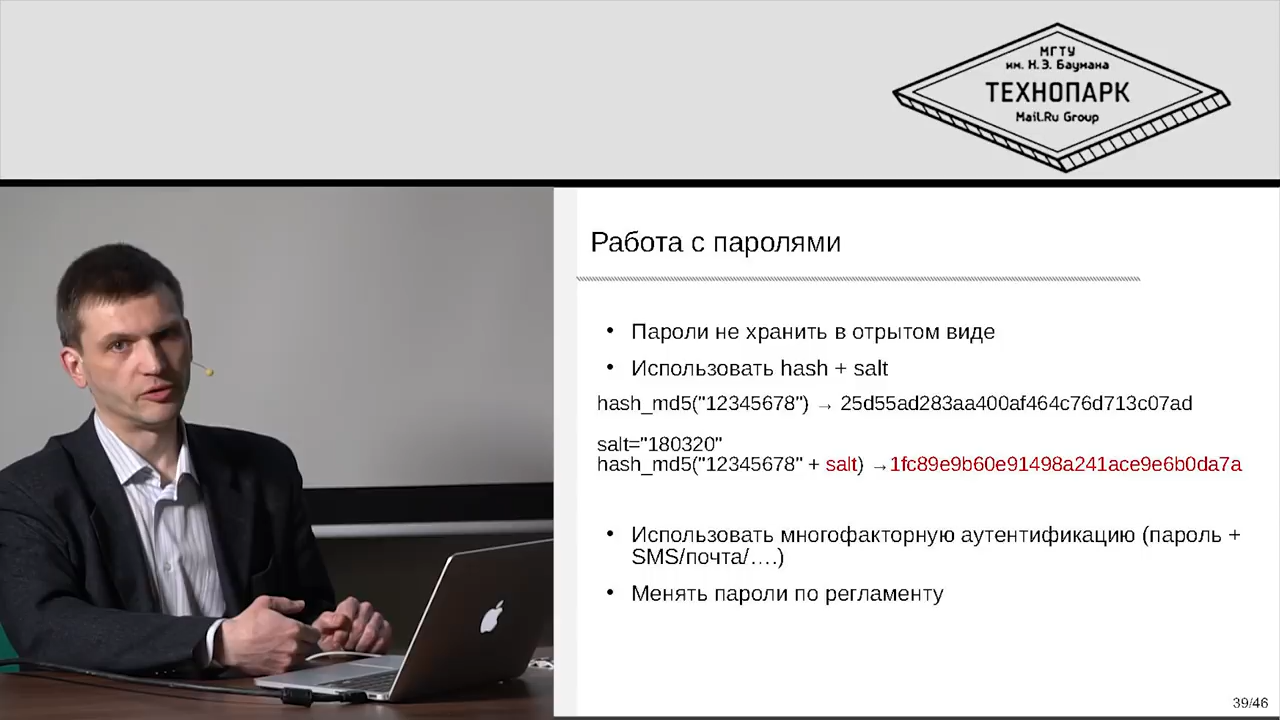 МГТУ
им. Н.Э. Баумана
ТЕХНОПАРК
Mail.Ru Group
Работа с паролями
• Пароли не хранить в отрытом виде
• Использовать hash + salt
hash_md5("12345678") → 25d55ad283aa400af464c76d713c07ad
salt="180320"
hash_md5("12345678" + salt) →1fc89e9b60e91498a241ace9e6b0da7a
• Использовать многофакторную аутентификацию (пароль +
SMS/почта/….)
• Менять пароли по регламенту
39/46